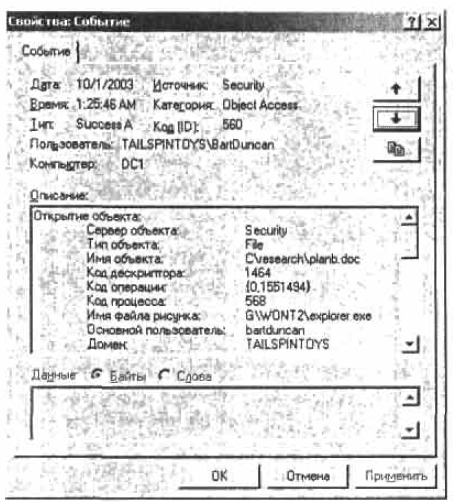 Свойства: Событие
Событие
Дата: 10/1/2003 Источник: Security
Время: 1:25:46 AM Категория: Object Access
Тип: Success A Код (ID): 560
Пользователь: TAILSPINTOYS\BartDuncan
Компьютер: DC1
Описание:
Открытие объекта:
Сервер объекта: Security
Тип объекта: File
Имя объекта: C:\research\planb.doc
Код дескриптора: 1464
Код операции: {0,1551494}
Код процесса: 568
Имя файла рисунка: G:\WONT2\explorer.exe
Основной пользователь: bartduncan
Домен: TAILSPINTOYS
Данные: Байты Слова
OK Отмена Применить